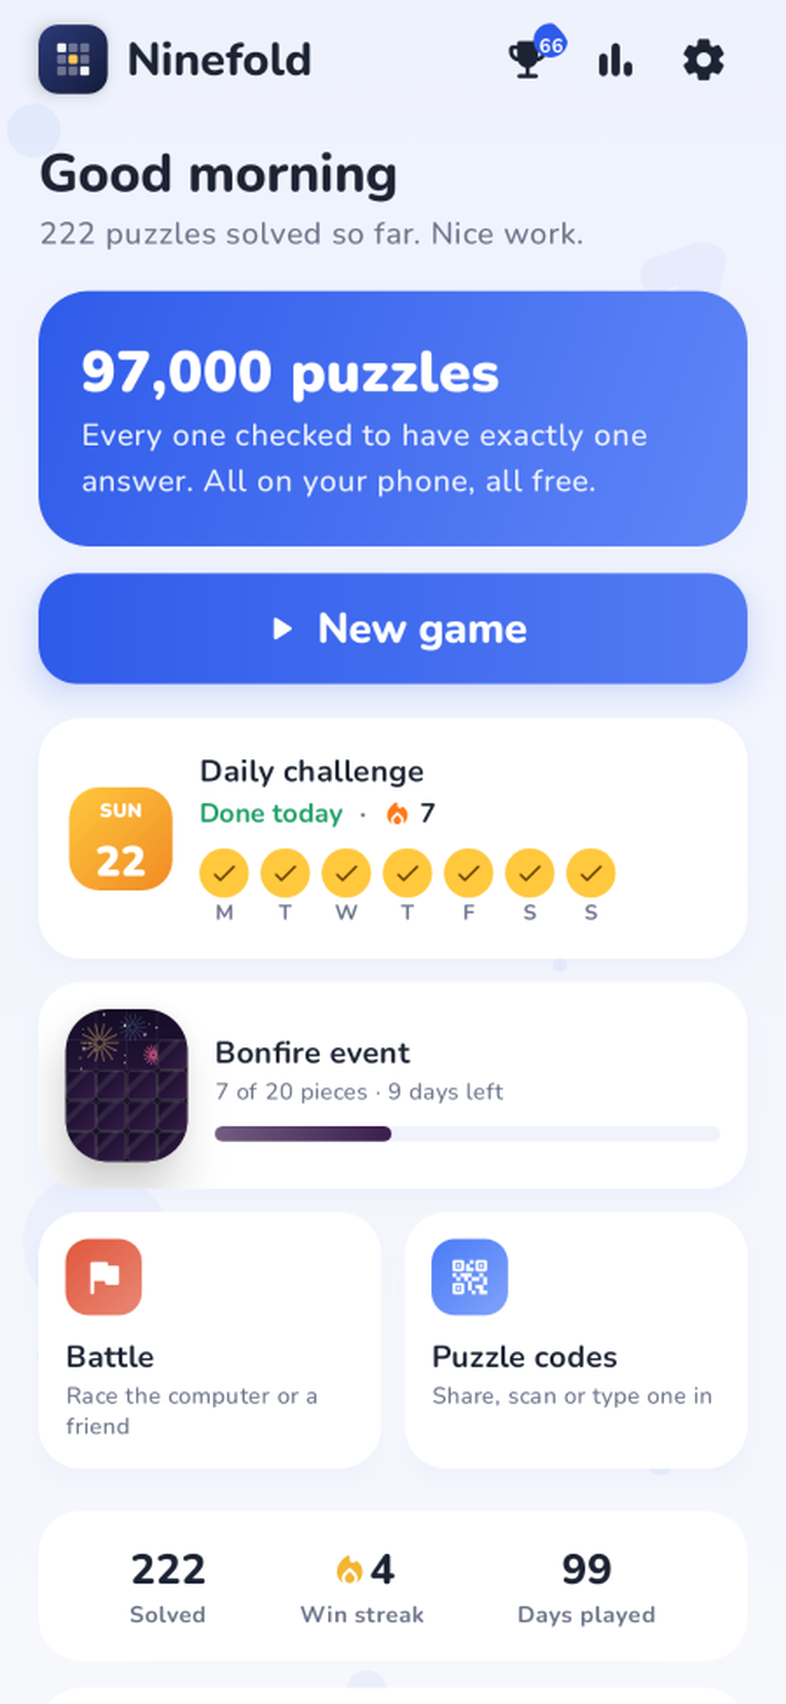 Ninefold
66
Good morning
222 puzzles solved so far. Nice work.
97,000 puzzles
Every one checked to have exactly one
answer. All on your phone, all free.
New game
Daily challenge
SUN
22
Done today · 7
M T W T F S S
Bonfire event
7 of 20 pieces · 9 days left
Battle
Race the computer or a
friend
Puzzle codes
Share, scan or type one in
222
Solved
4
Win streak
99
Days played